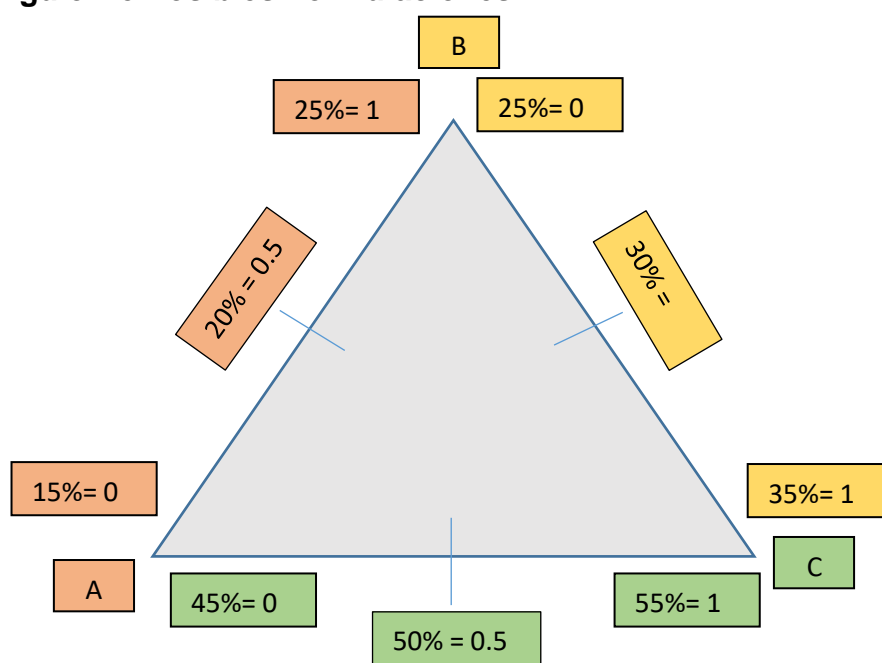 B
25%= 1
25%= 0
20% = 0.5
30% =
15%= 0
35%= 1
A
C
45%= 0
55%= 1
50% = 0.5